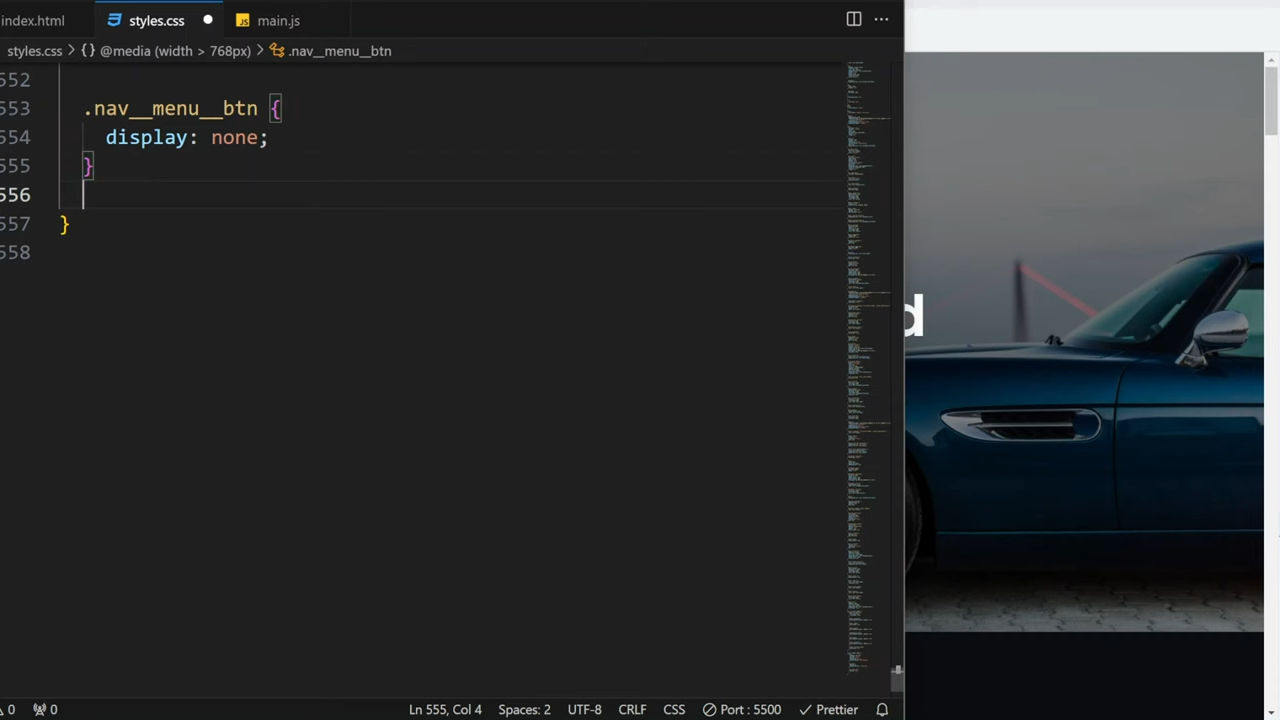 index.html styles.css main.js
styles.css @media (width > 768px) .nav__menu__btn
552
553 .nav__menu__btn {
554 display: none;
555 }
556
557 }
558
d
0 0 Ln 555, Col 4 Spaces: 2 UTF-8 CRLF CSS Port : 5500 Prettier